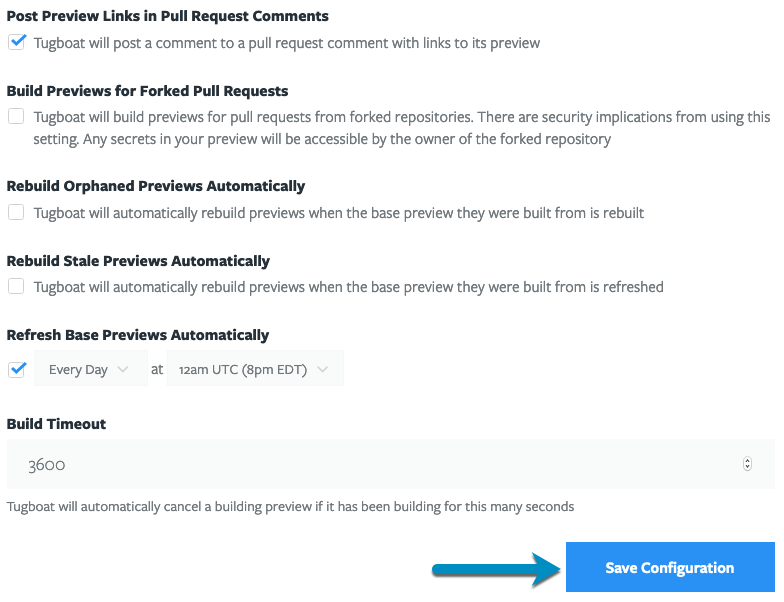 Post Preview Links in Pull Request Comments
Tugboat will post a comment to a pull request comment with links to its preview
Build Previews for Forked Pull Requests
Tugboat will build previews for pull requests from forked repositories. There are security implications from using this
setting. Any secrets in your preview will be accessible by the owner of the forked repository
Rebuild Orphaned Previews Automatically
Tugboat will automatically rebuild previews when the base preview they were built from is rebuilt
Rebuild Stale Previews Automatically
Tugboat will automatically rebuild previews when the base preview they were built from is refreshed
Refresh Base Previews Automatically
Every Day at 12am UTC (8pm EDT)
Build Timeout
3600
Tugboat will automatically cancel a building preview if it has been building for this many seconds
Save Configuration